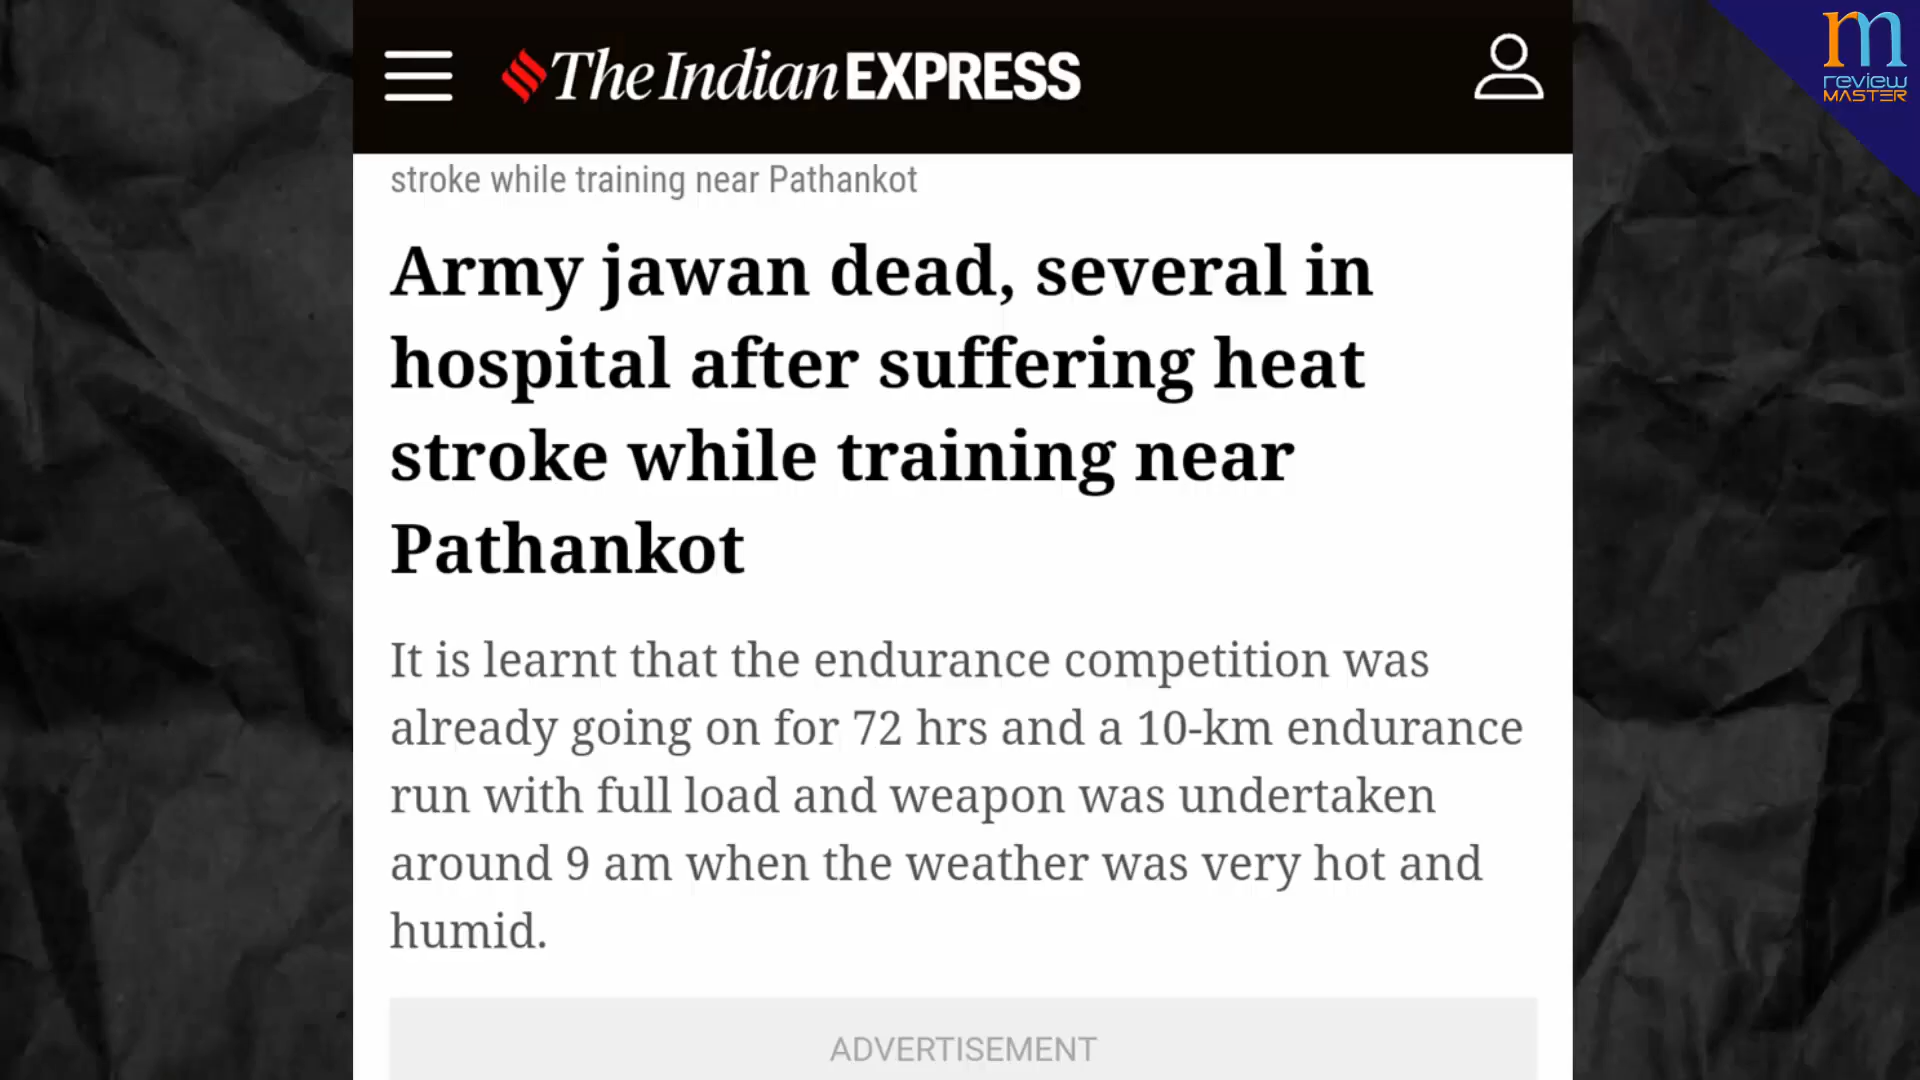 The Indian EXPRESS
rm
review
MASTER
stroke while training near Pathankot
Army jawan dead, several in
hospital after suffering heat
stroke while training near
Pathankot
It is learnt that the endurance competition was
already going on for 72 hrs and a 10-km endurance
run with full load and weapon was undertaken
around 9 am when the weather was very hot and
humid.
ADVERTISEMENT